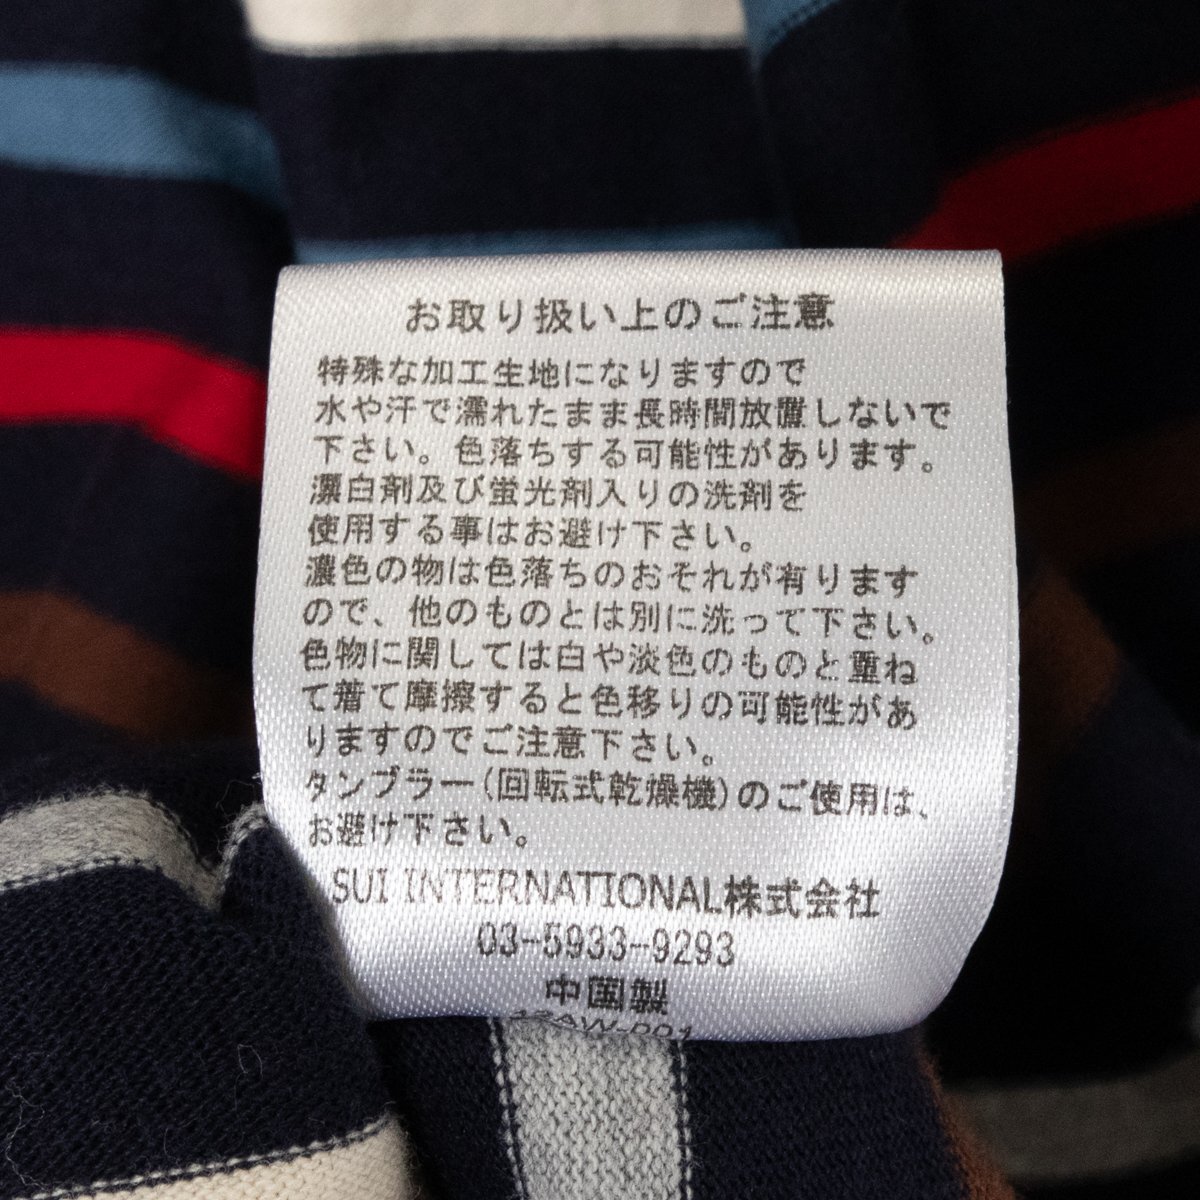 お取り扱い上のご注意
特殊な加工生地になりますので
水や汗で濡れたまま長時間放置しないで
下さい。色落ちする可能性があります。
漂白剤及び蛍光剤入りの洗剤を
使用する事はお避け下さい。
濃色の物は色落ちのおそれが有ります
ので、他のものとは別に洗って下さい。
色物に関しては白や淡色のものと重ね
て着て摩擦すると色移りの可能性があ
りますのでご注意下さい。
タンブラー(回転式乾燥機)のご使用は、
お避け下さい。
SUI INTERNATIONAL株式会社
03-5933-9293
中国製